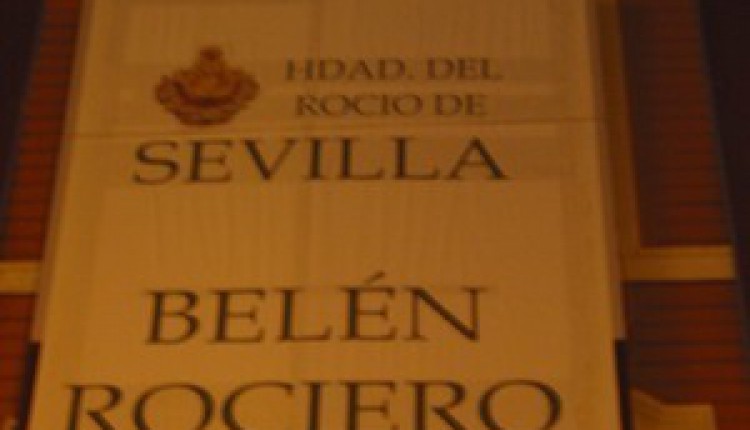 HDAD. DEL
ROCIO DE
SEVILLA
BELÉN
ROCIERO